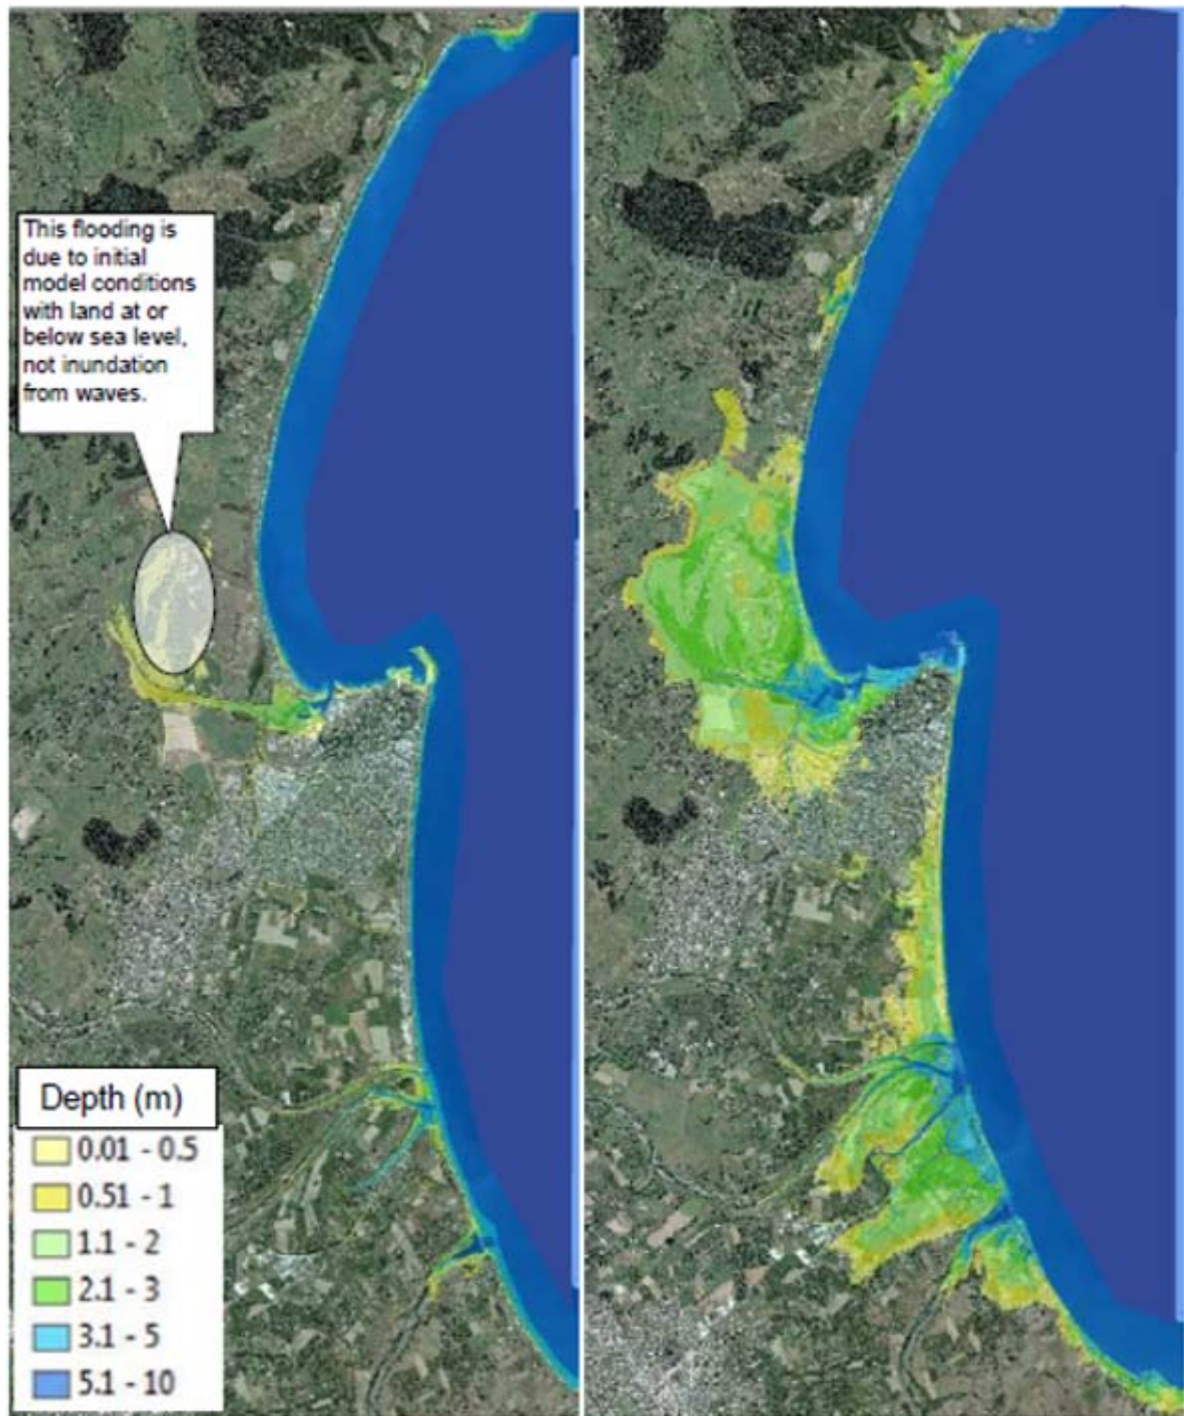 This flooding is
due to initial
model conditions
with land at or
below sea level,
not inundation
from waves.
Depth (m)
0.01 - 0.5
0.51 - 1
1.1 - 2
2.1 - 3
3.1 - 5
5.1 - 10